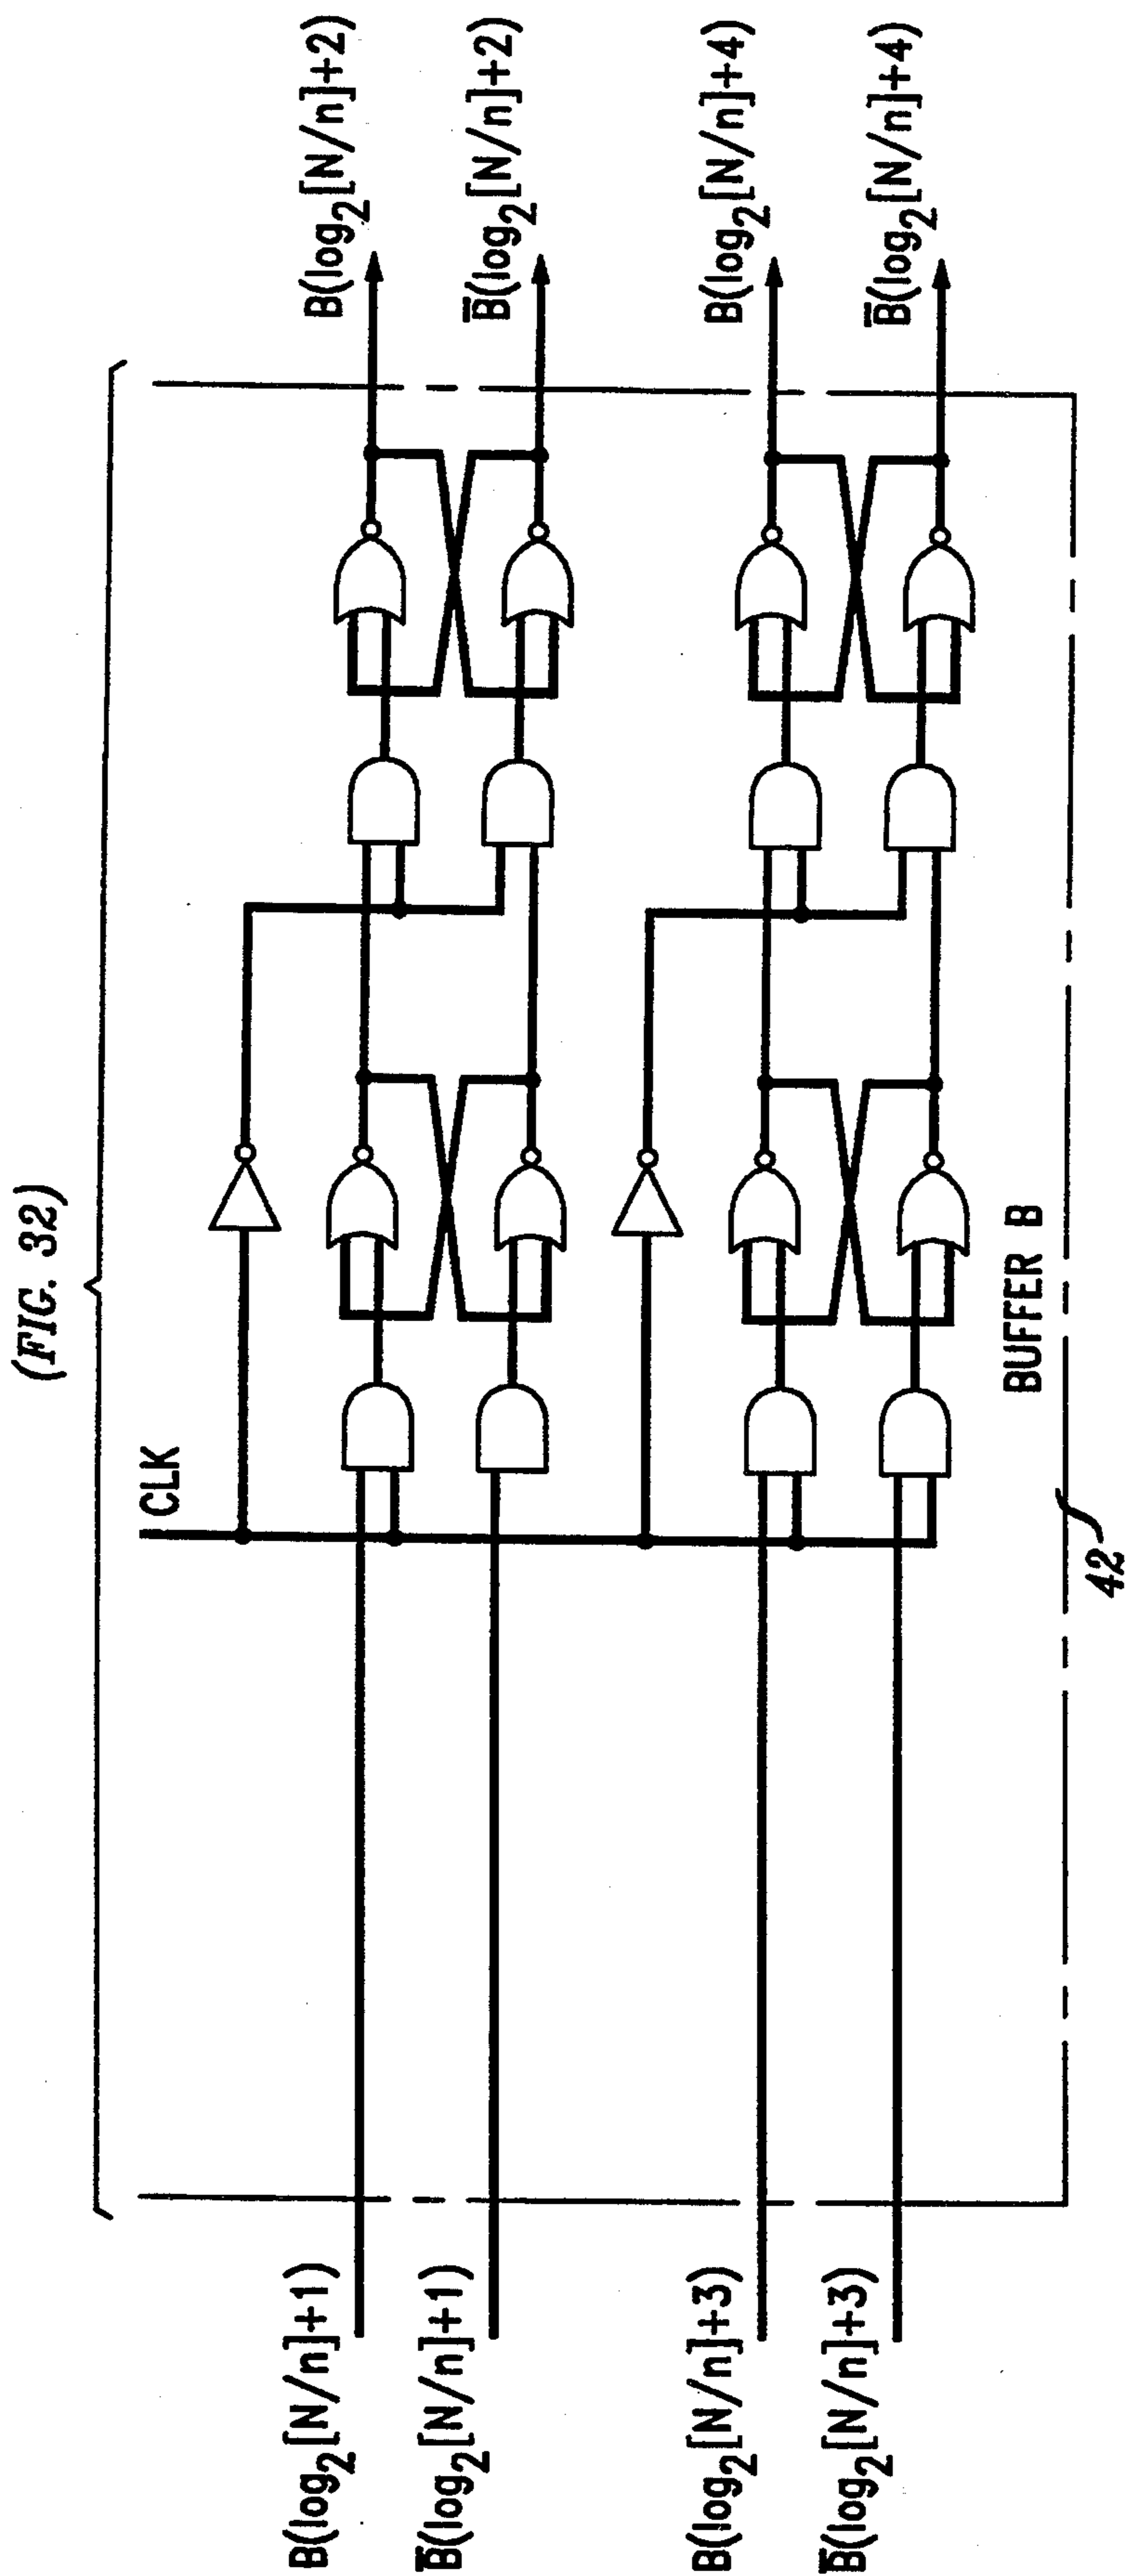 (FIG. 32)
CLK
B(log₂[N/n]+1)
B̅(log₂[N/n]+1)
B(log₂[N/n]+3)
B̅(log₂[N/n]+3)
B(log₂[N/n]+2)
B̅(log₂[N/n]+2)
B(log₂[N/n]+4)
B̅(log₂[N/n]+4)
BUFFER B
42